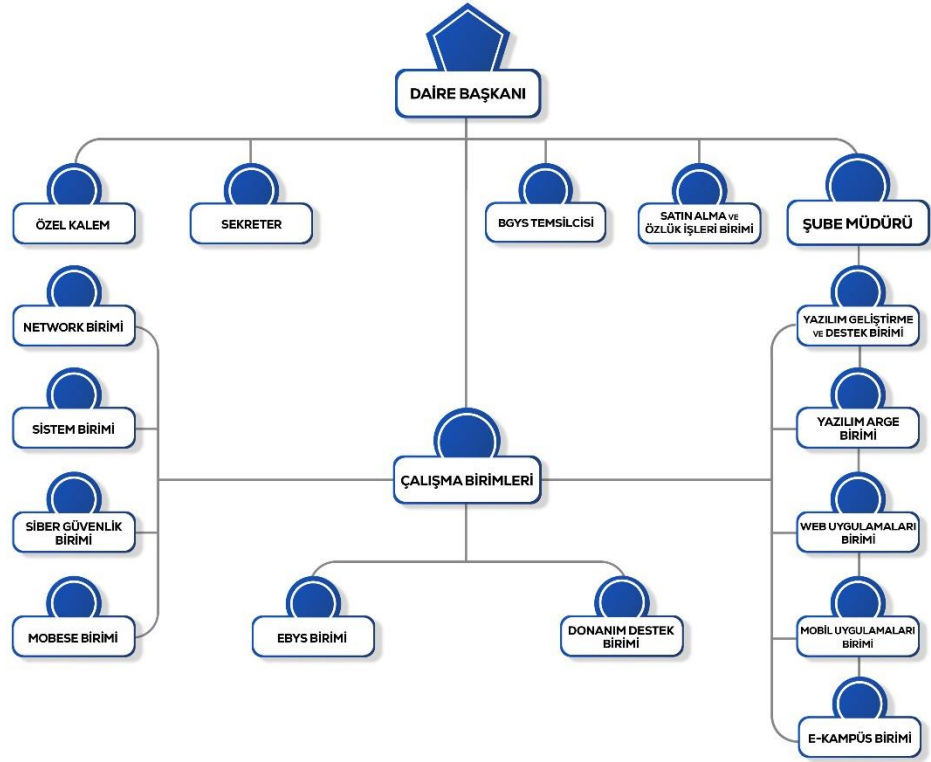 DAİRE BAŞKANI
ÖZEL KALEM
SEKRETER
BGYS TEMSİLCİSİ
SATIN ALMA VE
ÖZLÜK İŞLERİ BİRİMİ
ŞUBE MÜDÜRÜ
NETWORK BİRİMİ
YAZILIM GELİŞTİRME
VE DESTEK BİRİMİ
SİSTEM BİRİMİ
YAZILIM ARGE
BİRİMİ
ÇALIŞMA BİRİMLERİ
SİBER GÜVENLİK
BİRİMİ
WEB UYGULAMALARI
BİRİMİ
MOBESE BİRİMİ
EBYS BİRİMİ
DONANIM DESTEK
BİRİMİ
MOBİL UYGULAMALARI
BİRİMİ
E-KAMPÜS BİRİMİ